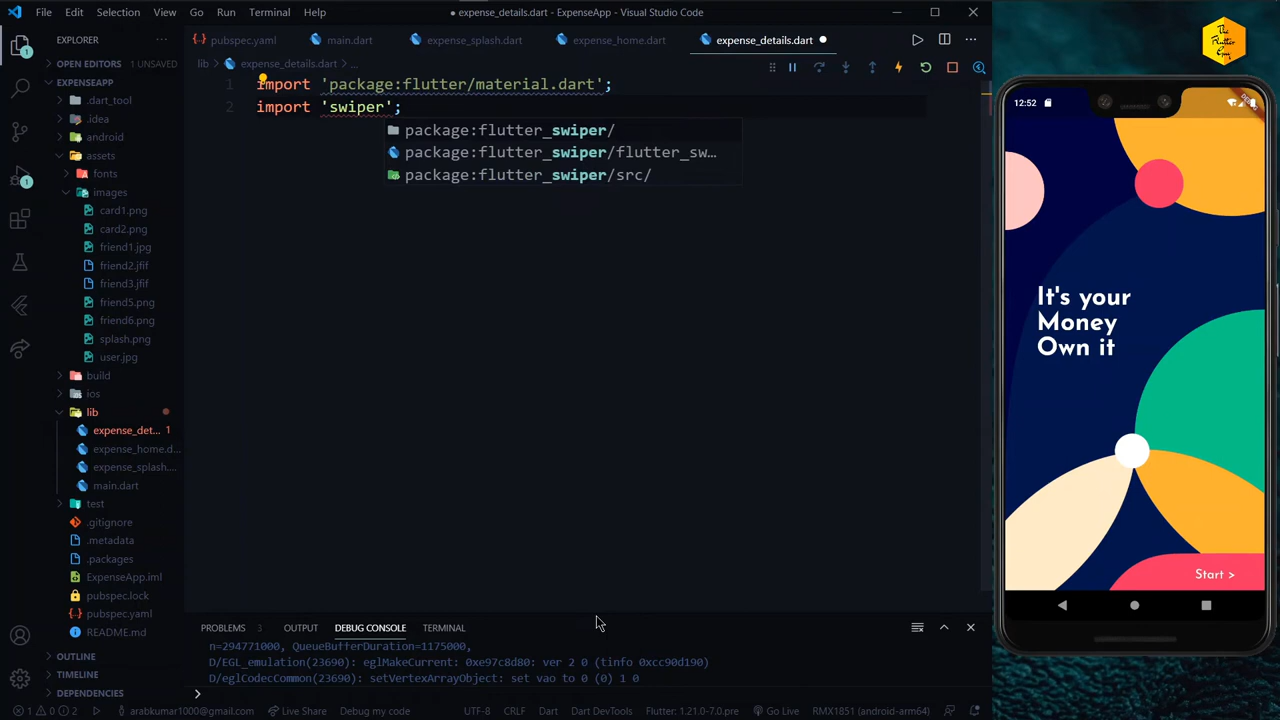 File Edit Selection View Go Run Terminal Help
● expense_details.dart - ExpenseApp - Visual Studio Code
EXPLORER
OPEN EDITORS 1 UNSAVED
EXPENSEAPP
.dart_tool
.idea
android
assets
fonts
images
card1.png
card2.png
friend1.jpg
friend2.jfif
friend3.jfif
friend5.png
friend6.png
splash.png
user.jpg
build
ios
lib
expense_det... 1
expense_home.d...
expense_splash....
main.dart
test
.gitignore
.metadata
.packages
ExpenseApp.iml
pubspec.lock
pubspec.yaml
README.md
OUTLINE
TIMELINE
DEPENDENCIES
pubspec.yaml main.dart expense_splash.dart expense_home.dart expense_details.dart ●
lib > expense_details.dart > ...
1 import 'package:flutter/material.dart';
2 import 'swiper';
package:flutter_swiper/
package:flutter_swiper/flutter_sw...
package:flutter_swiper/src/
PROBLEMS 3 OUTPUT DEBUG CONSOLE TERMINAL
n=294771000, QueueBufferDuration=1175000,
D/EGL_emulation(23690): eglMakeCurrent: 0xe97c8d80: ver 2 0 (tinfo 0xcc90d190)
D/eglCodecCommon(23690): setVertexArrayObject: set vao to 0 (0) 1 0
>
1 0 2 arabkumar1000@gmail.com Live Share Debug my code UTF-8 CRLF Dart Dart DevTools Flutter: 1.21.0-7.0.pre Go Live RMX1851 (android-arm64)
The
Flutter
Guy
12:52
It's your
Money
Own it
Start >